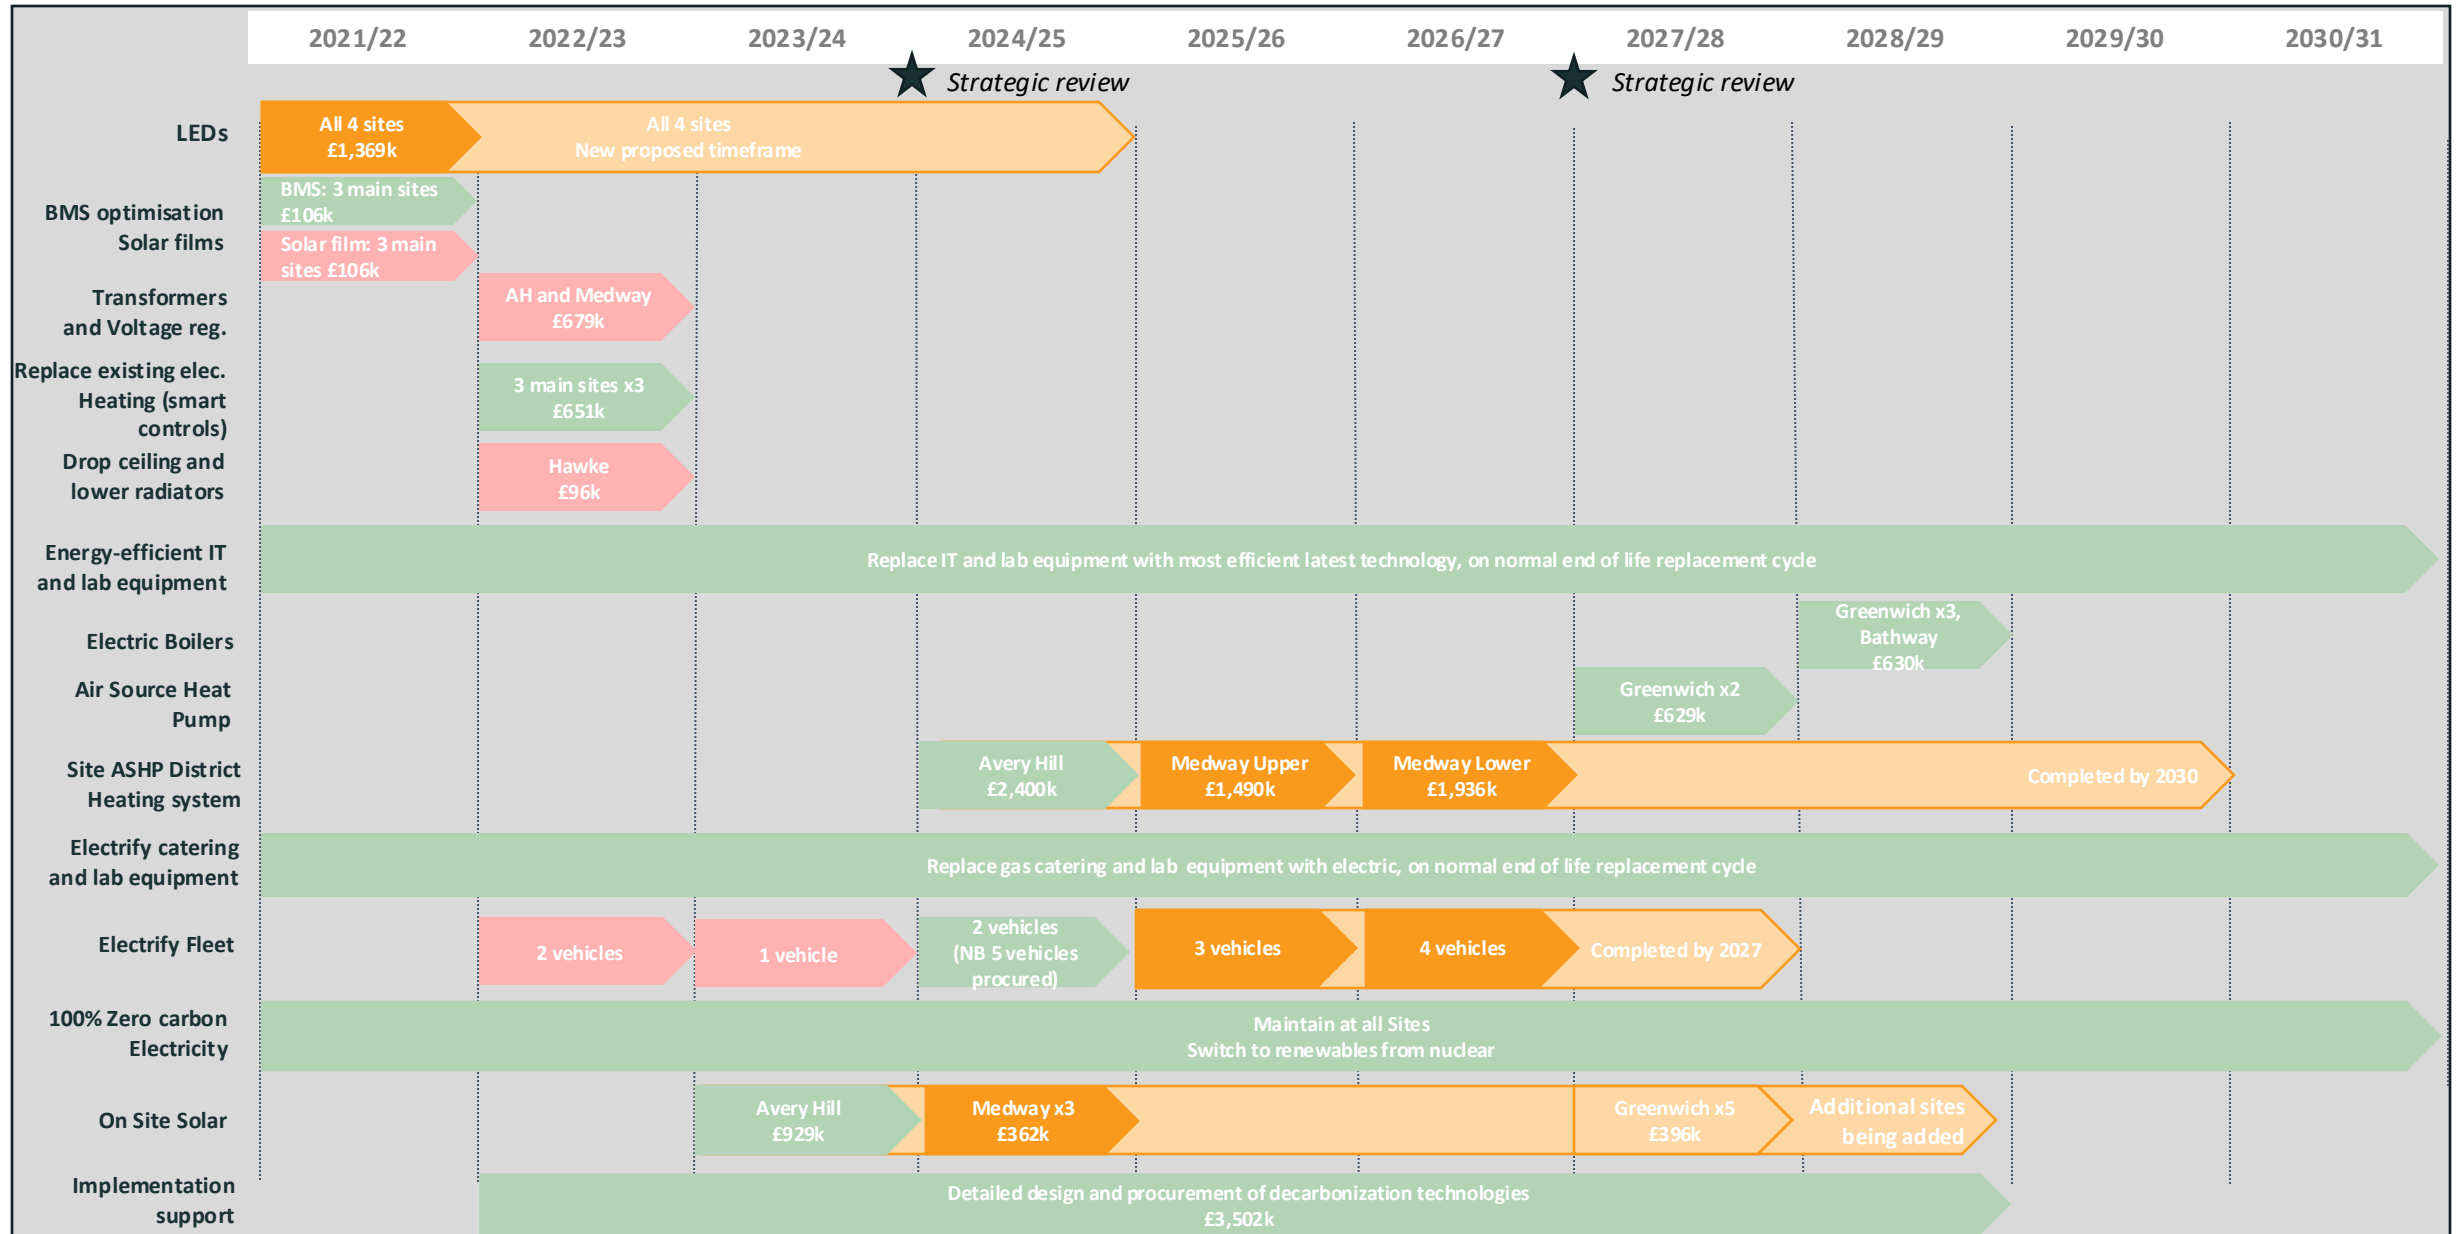 2021/22 2022/23 2023/24 2024/25 2025/26 2026/27 2027/28 2028/29 2029/30 2030/31
Strategic review
Strategic review
LEDs
All 4 sites
£1,369k
All 4 sites
New proposed timeframe
BMS optimisation
Solar films
BMS: 3 main sites
£106k
Solar film: 3 main
sites £106k
Transformers
and Voltage reg.
AH and Medway
£679k
Replace existing elec.
Heating (smart
controls)
3 main sites x3
£651k
Drop ceiling and
lower radiators
Hawke
£96k
Energy-efficient IT
and lab equipment
Replace IT and lab equipment with most efficient latest technology, on normal end of life replacement cycle
Electric Boilers
Greenwich x3,
Bathway
£630k
Air Source Heat
Pump
Greenwich x2
£629k
Site ASHP District
Heating system
Avery Hill
£2,400k
Medway Upper
£1,490k
Medway Lower
£1,936k
Completed by 2030
Electrify catering
and lab equipment
Replace gas catering and lab equipment with electric, on normal end of life replacement cycle
Electrify Fleet
2 vehicles
1 vehicle
2 vehicles
(NB 5 vehicles
procured)
3 vehicles
4 vehicles
Completed by 2027
100% Zero carbon
Electricity
Maintain at all Sites
Switch to renewables from nuclear
On Site Solar
Avery Hill
£929k
Medway x3
£362k
Greenwich x5
£396k
Additional sites
being added
Implementation
support
Detailed design and procurement of decarbonization technologies
£3,502k